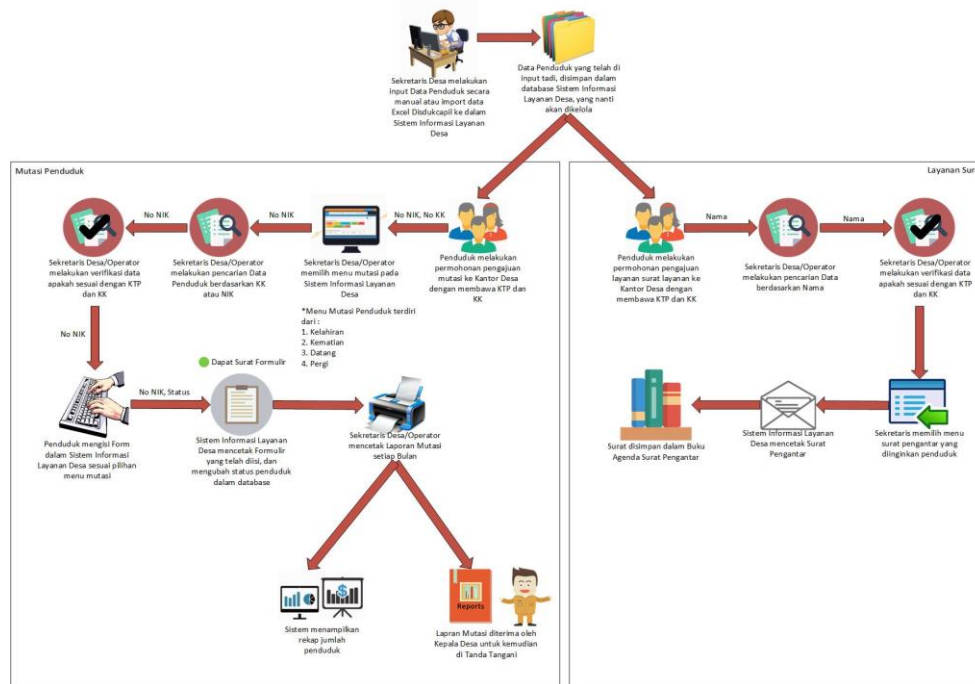 Sekretaris Desa melakukan
input Data Penduduk secara
manual atau import data
Excel Disdukcapil ke dalam
Sistem Informasi Layanan
Desa
Data Penduduk yang telah di
input tadi, disimpan dalam
database Sistem Informasi
Layanan Desa, yang nanti
akan dikelola
Mutasi Penduduk
No NIK
No NIK
No NIK, No KK
Sekretaris Desa/Operator
melakukan verifikasi data
apakah sesuai dengan KTP
dan KK
Sekretaris Desa/Operator
melakukan pencarian Data
Penduduk berdasarkan KK
atau NIK
Sekretaris Desa/Operator
memilih menu mutasi pada
Sistem Informasi Layanan
Desa
Penduduk melakukan
permohonan pengajuan
mutasi ke Kantor Desa
dengan membawa KTP dan
KK
*Menu Mutasi Penduduk terdiri
dari :
1. Kelahiran
2. Kematian
3. Datang
4. Pergi
No NIK
Dapat Surat Formulir
No NIK, Status
Penduduk mengisi Form
dalam Sistem Informasi
Layanan Desa sesuai pilihan
menu mutasi
Sistem Informasi Layanan
Desa mencetak Formulir
yang telah diisi, dan
mengubah status penduduk
dalam database
Sekretaris Desa/Operator
mencetak Laporan Mutasi
setiap Bulan
Reports
Sistem menampilkan
rekap jumlah
penduduk
Lapran Mutasi diterima oleh
Kepala Desa untuk kemudian
di Tanda Tangani
Layanan Sur
Nama
Nama
Penduduk melakukan
permohonan pengajuan
layanan surat layanan ke
Kantor Desa dengan
membawa KTP dan KK
Sekretaris Desa/Operator
melakukan pencarian Data
berdasarkan Nama
Sekretaris Desa/Operator
melakukan verifikasi data
apakah sesuai dengan KTP
dan KK
Surat disimpan dalam Buku
Agenda Surat Pengantar
Sistem Informasi Layanan
Desa mencetak Surat
Pengantar
Sekretaris memilih menu
surat pengantar yang
diinginkan penduduk